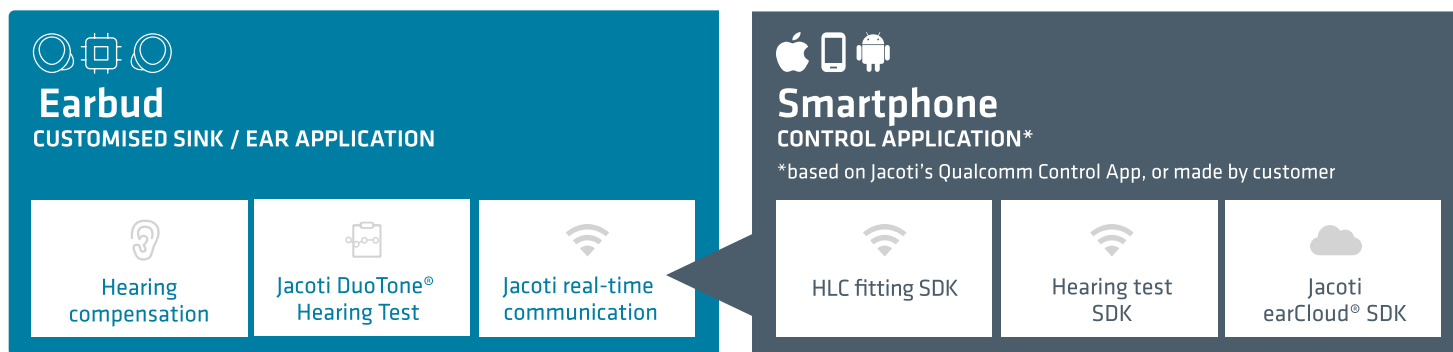 Earbud
CUSTOMISED SINK / EAR APPLICATION
Hearing
compensation
Jacoti DuoTone®
Hearing Test
Jacoti real-time
communication
Smartphone
CONTROL APPLICATION*
*based on Jacoti’s Qualcomm Control App, or made by customer
HLC fitting SDK
Hearing test
SDK
Jacoti
earCloud® SDK